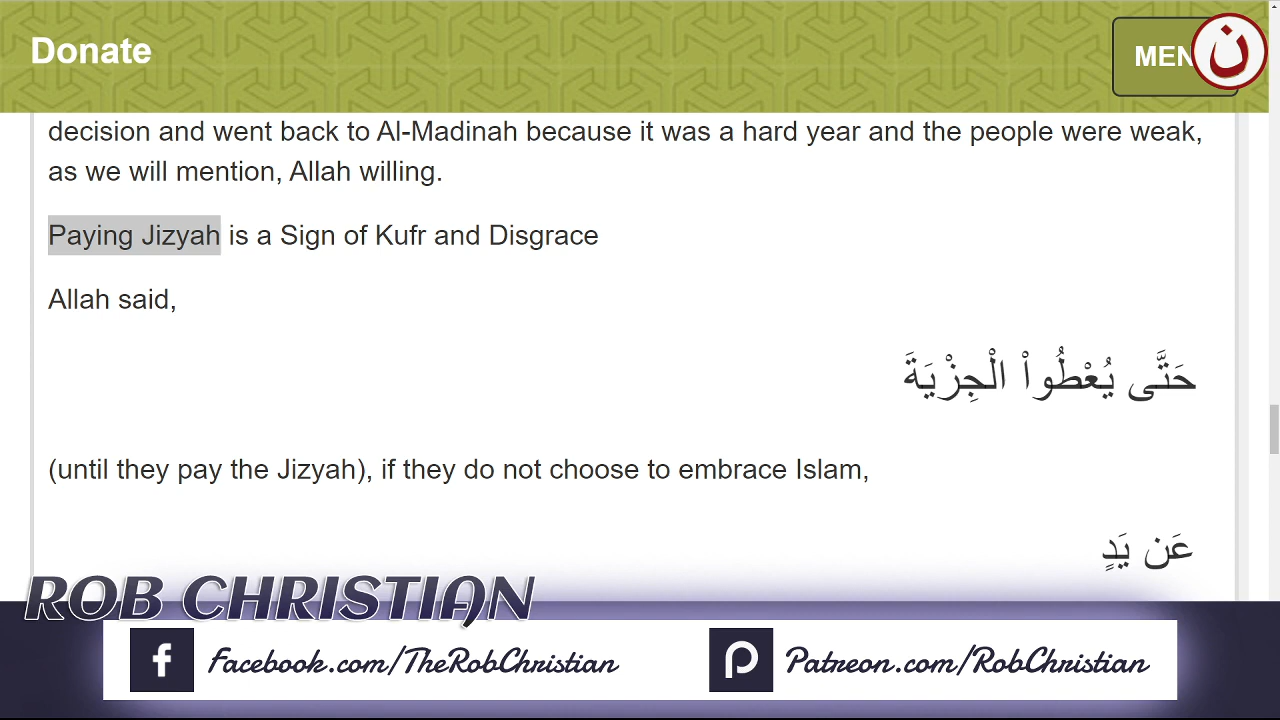 Donate
MEN
ن
decision and went back to Al-Madinah because it was a hard year and the people were weak,
as we will mention, Allah willing.
Paying Jizyah is a Sign of Kufr and Disgrace
Allah said,
حَتَّى يُعْطُواْ الْجِزْيَةَ
(until they pay the Jizyah), if they do not choose to embrace Islam,
عَن يَدٍ
ROB CHRISTIAN
f Facebook.com/TheRobChristian
Patreon.com/RobChristian